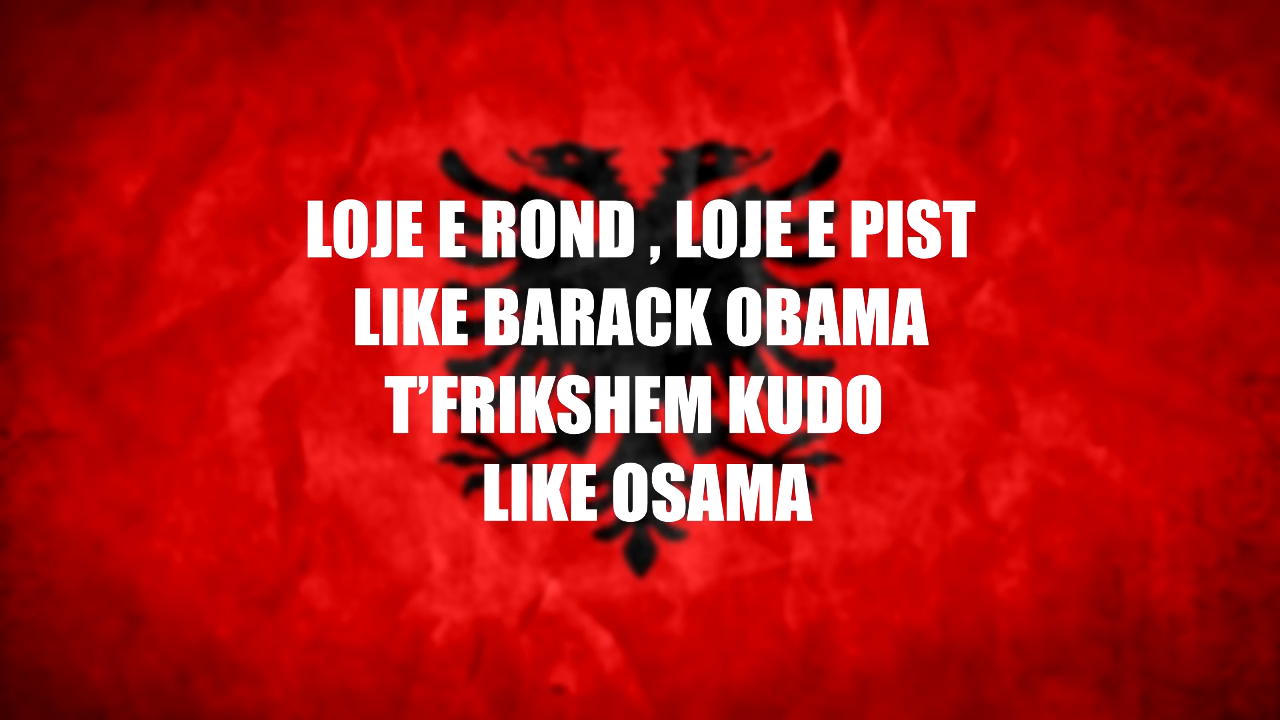 LOJE E ROND , LOJE E PIST
LIKE BARACK OBAMA
T’FRIKSHEM KUDO
LIKE OSAMA